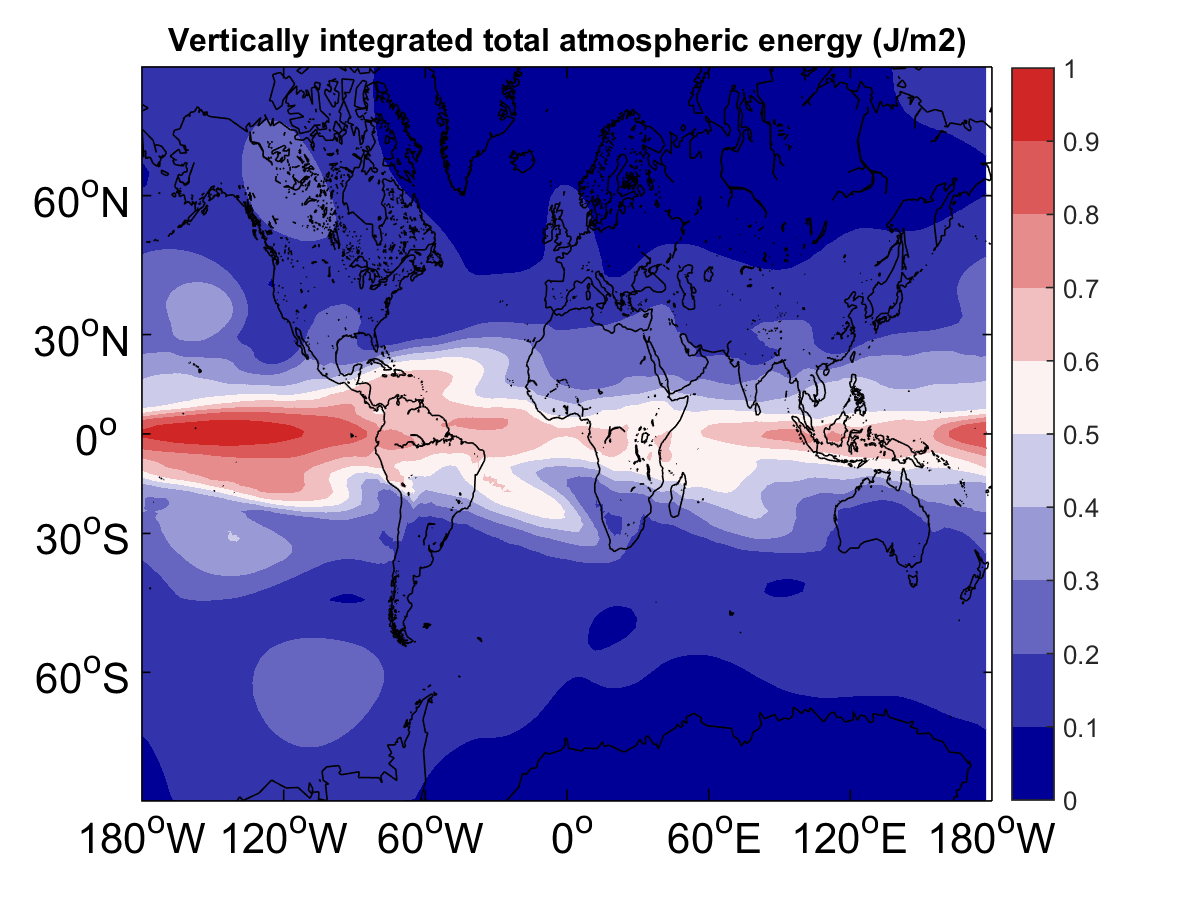 Vertically integrated total atmospheric energy (J/m2)
1
0.9
0.8
0.7
0.6
0.5
0.4
0.3
0.2
0.1
0
60°N
30°N
0°
30°S
60°S
180°W 120°W 60°W 0° 60°E 120°E 180°W